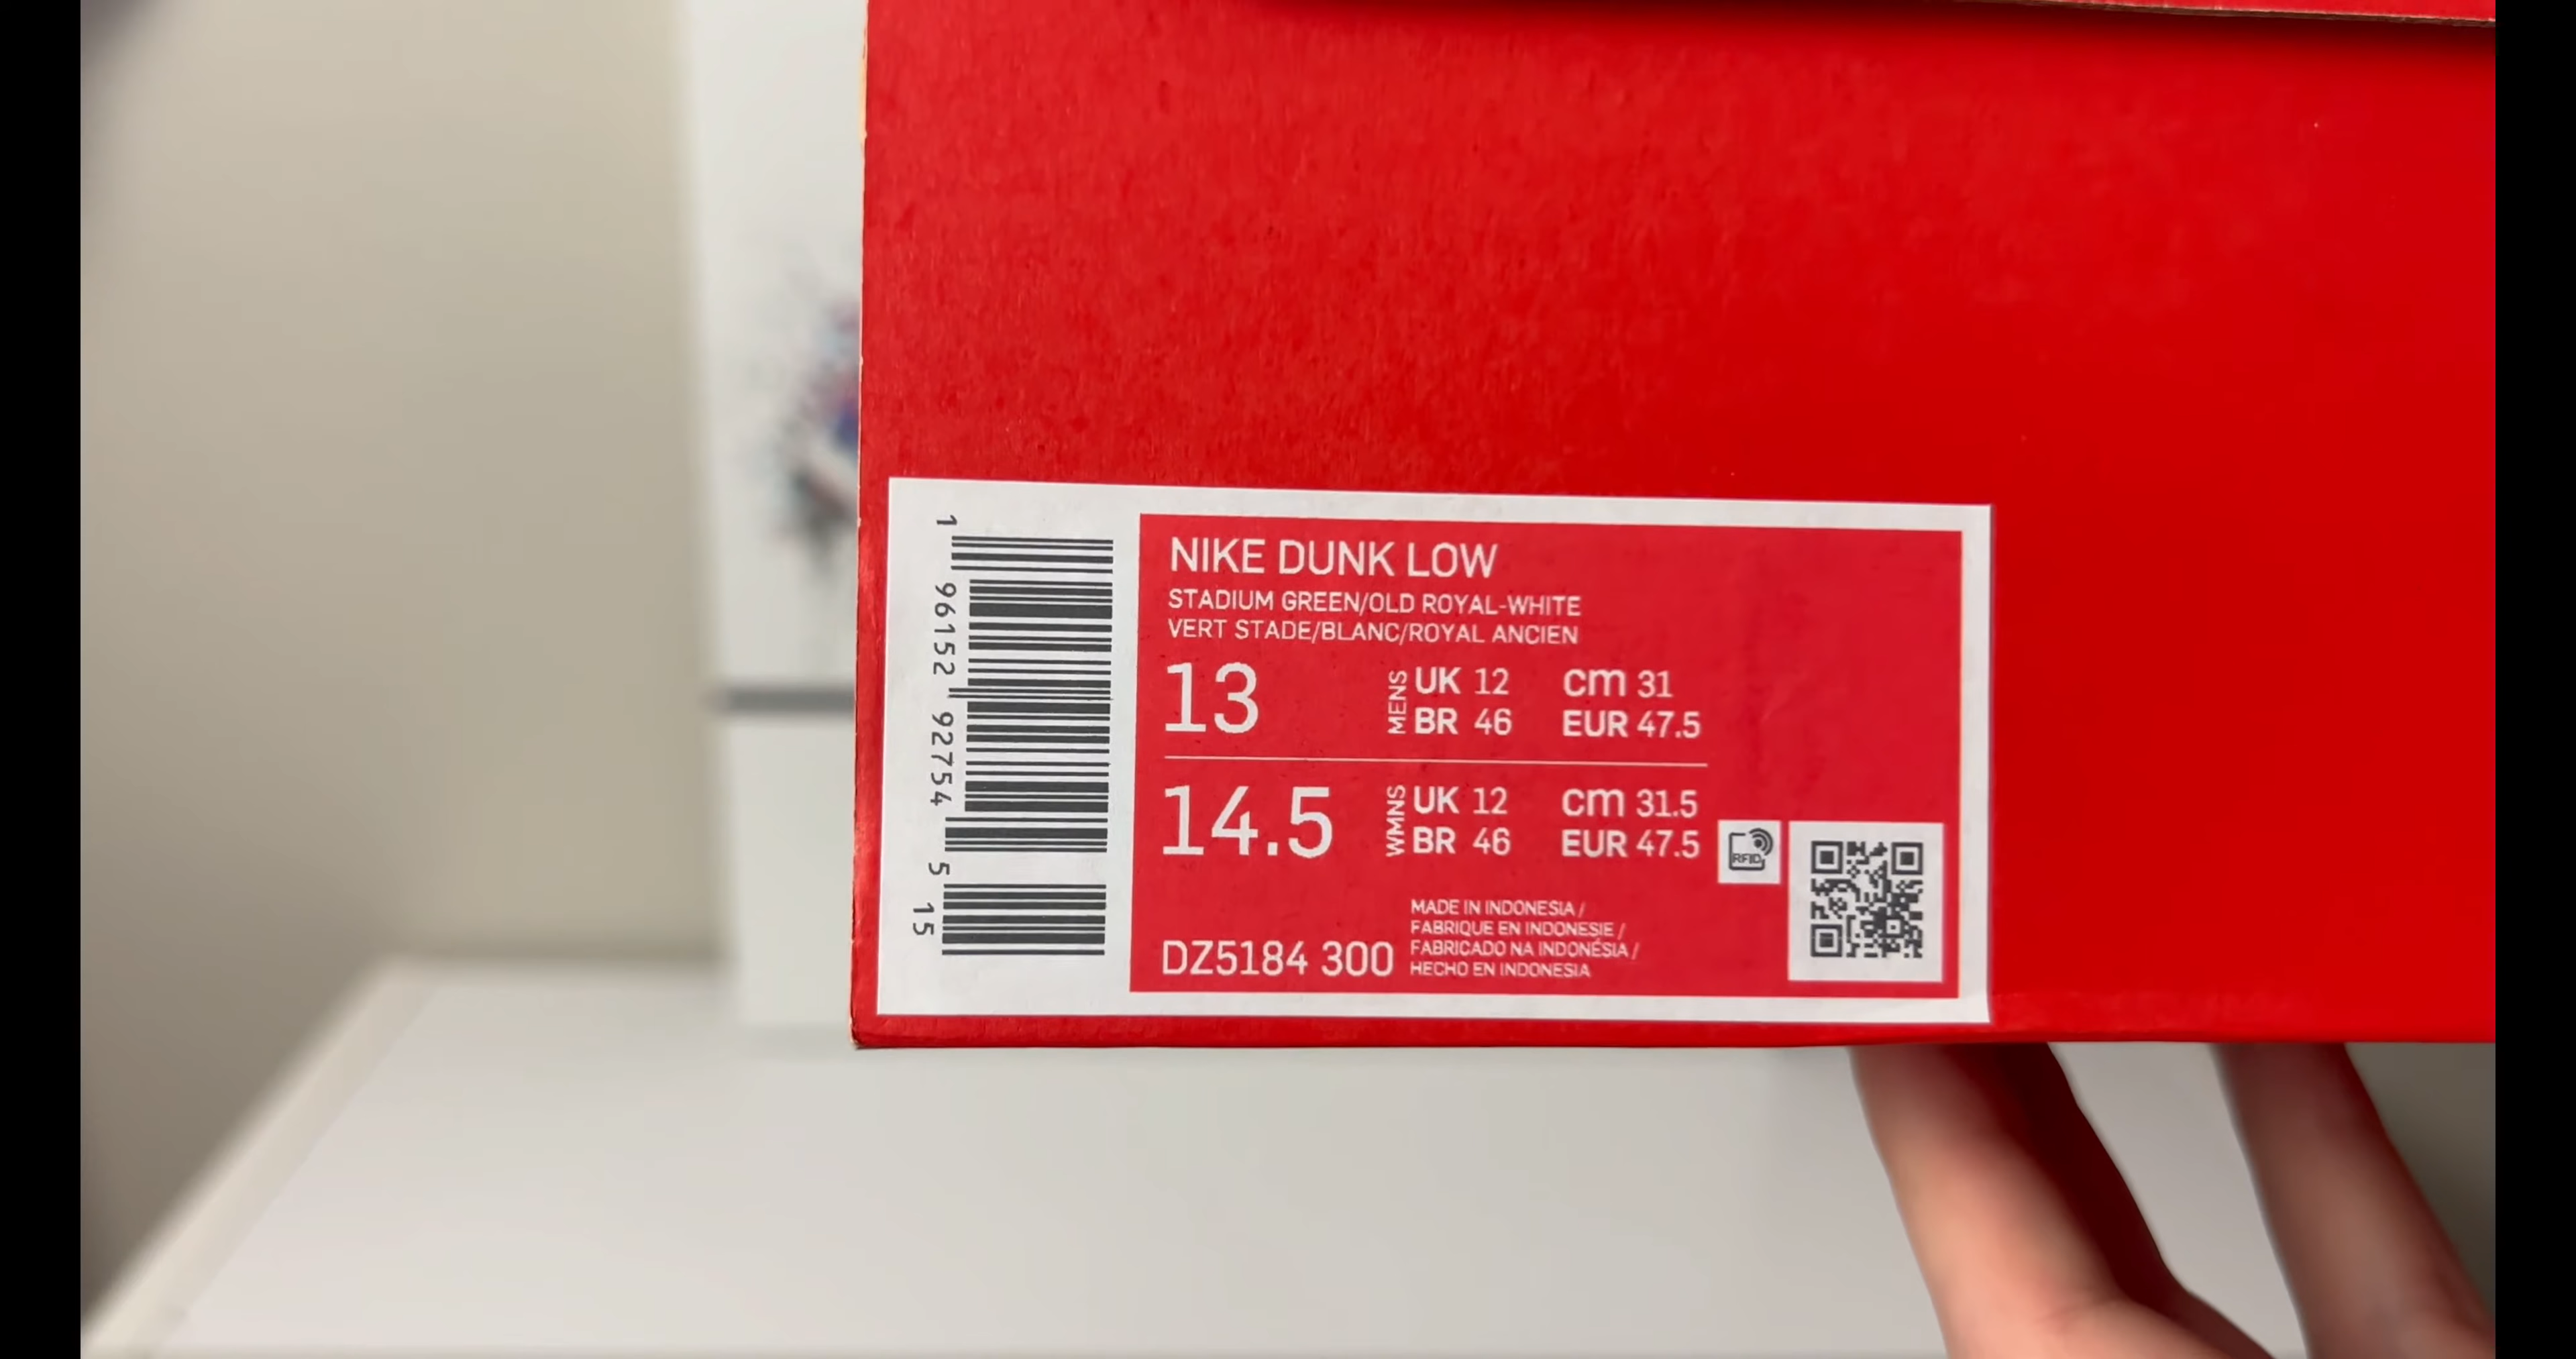 1
96152
92754
5
15
NIKE DUNK LOW
STADIUM GREEN/OLD ROYAL-WHITE
VERT STADE/BLANC/ROYAL ANCIEN
13
MENS
UK 12
cm 31
BR 46
EUR 47.5
14.5
WMNS
UK 12
cm 31.5
BR 46
EUR 47.5
RFID
DZ5184 300
MADE IN INDONESIA /
FABRIQUE EN INDONESIE /
FABRICADO NA INDONÉSIA /
HECHO EN INDONESIA